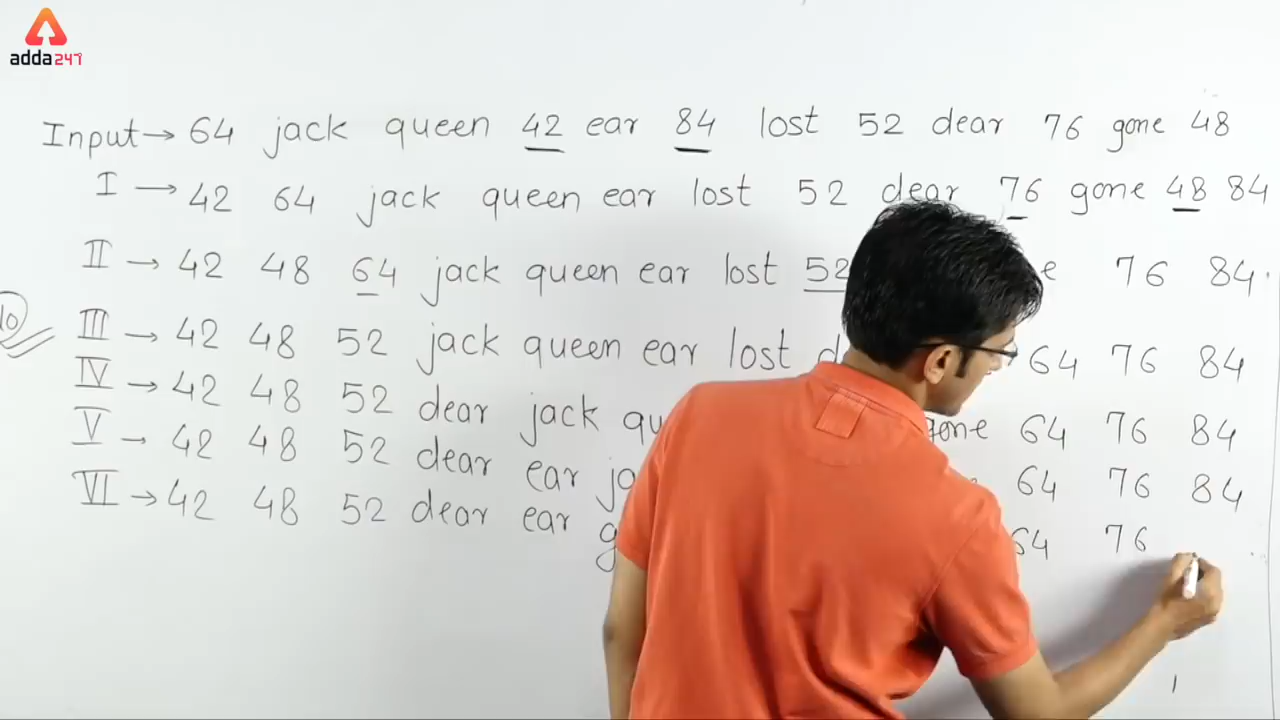 adda247
Input→ 64 jack queen 42 ear 84 lost 52 dear 76 gone 48
I → 42 64 jack queen ear lost 52 dear 76 gone 48 84
II → 42 48 64 jack queen ear lost 52 76 84
10
III → 42 48 52 jack queen ear lost 64 76 84
IV → 42 48 52 dear jack gone 64 76 84
V → 42 48 52 dear ear 64 76 84
VI → 42 48 52 dear ear 64 76